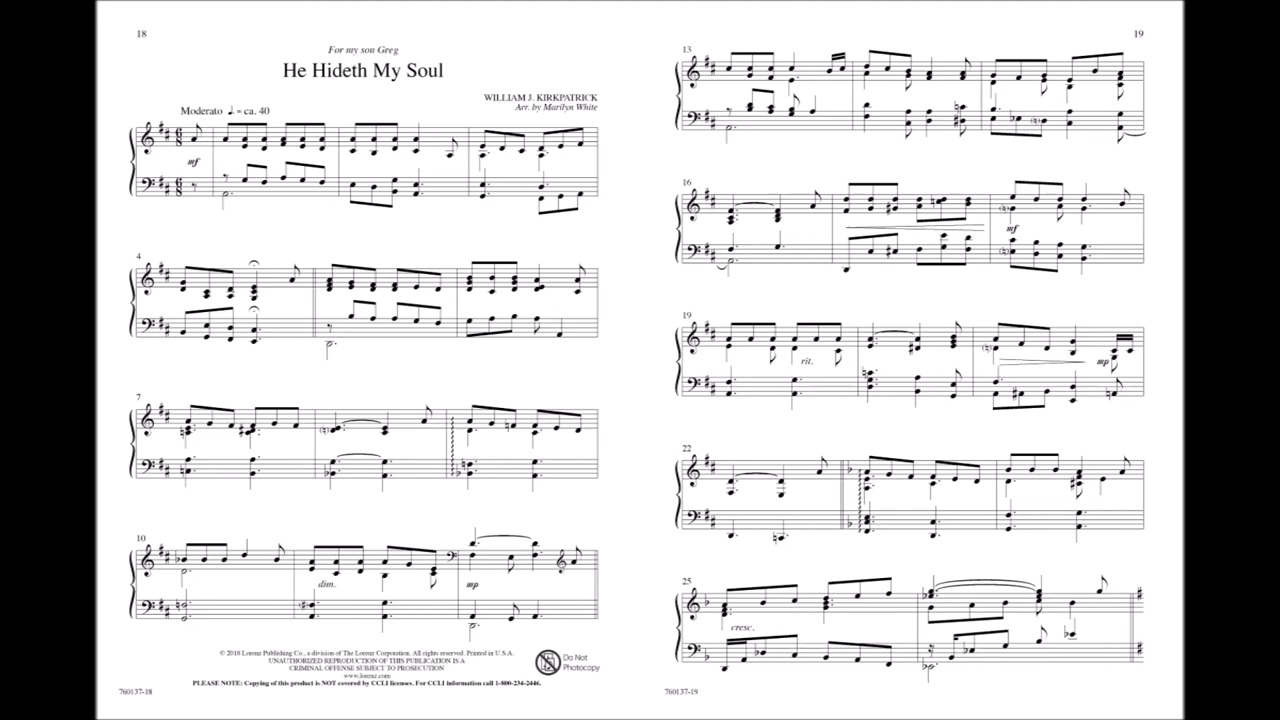 18
For my son Greg
He Hideth My Soul
WILLIAM J. KIRKPATRICK
Arr. by Marilyn White
Moderato ♩. = ca. 40
mf
4
7
10
dim.
mp
© 2018 Lorenz Publishing Co., a division of The Lorenz Corporation. All rights reserved. Printed in U.S.A.
UNAUTHORIZED REPRODUCTION OF THIS PUBLICATION IS A
CRIMINAL OFFENSE SUBJECT TO PROSECUTION
www.lorenz.com
PLEASE NOTE: Copying of this product is NOT covered by CCLI licenses. For CCLI information call 1-800-234-2446.
Do Not
Photocopy
760137-18
19
13
16
mf
19
rit.
mp
22
25
cresc.
760137-19